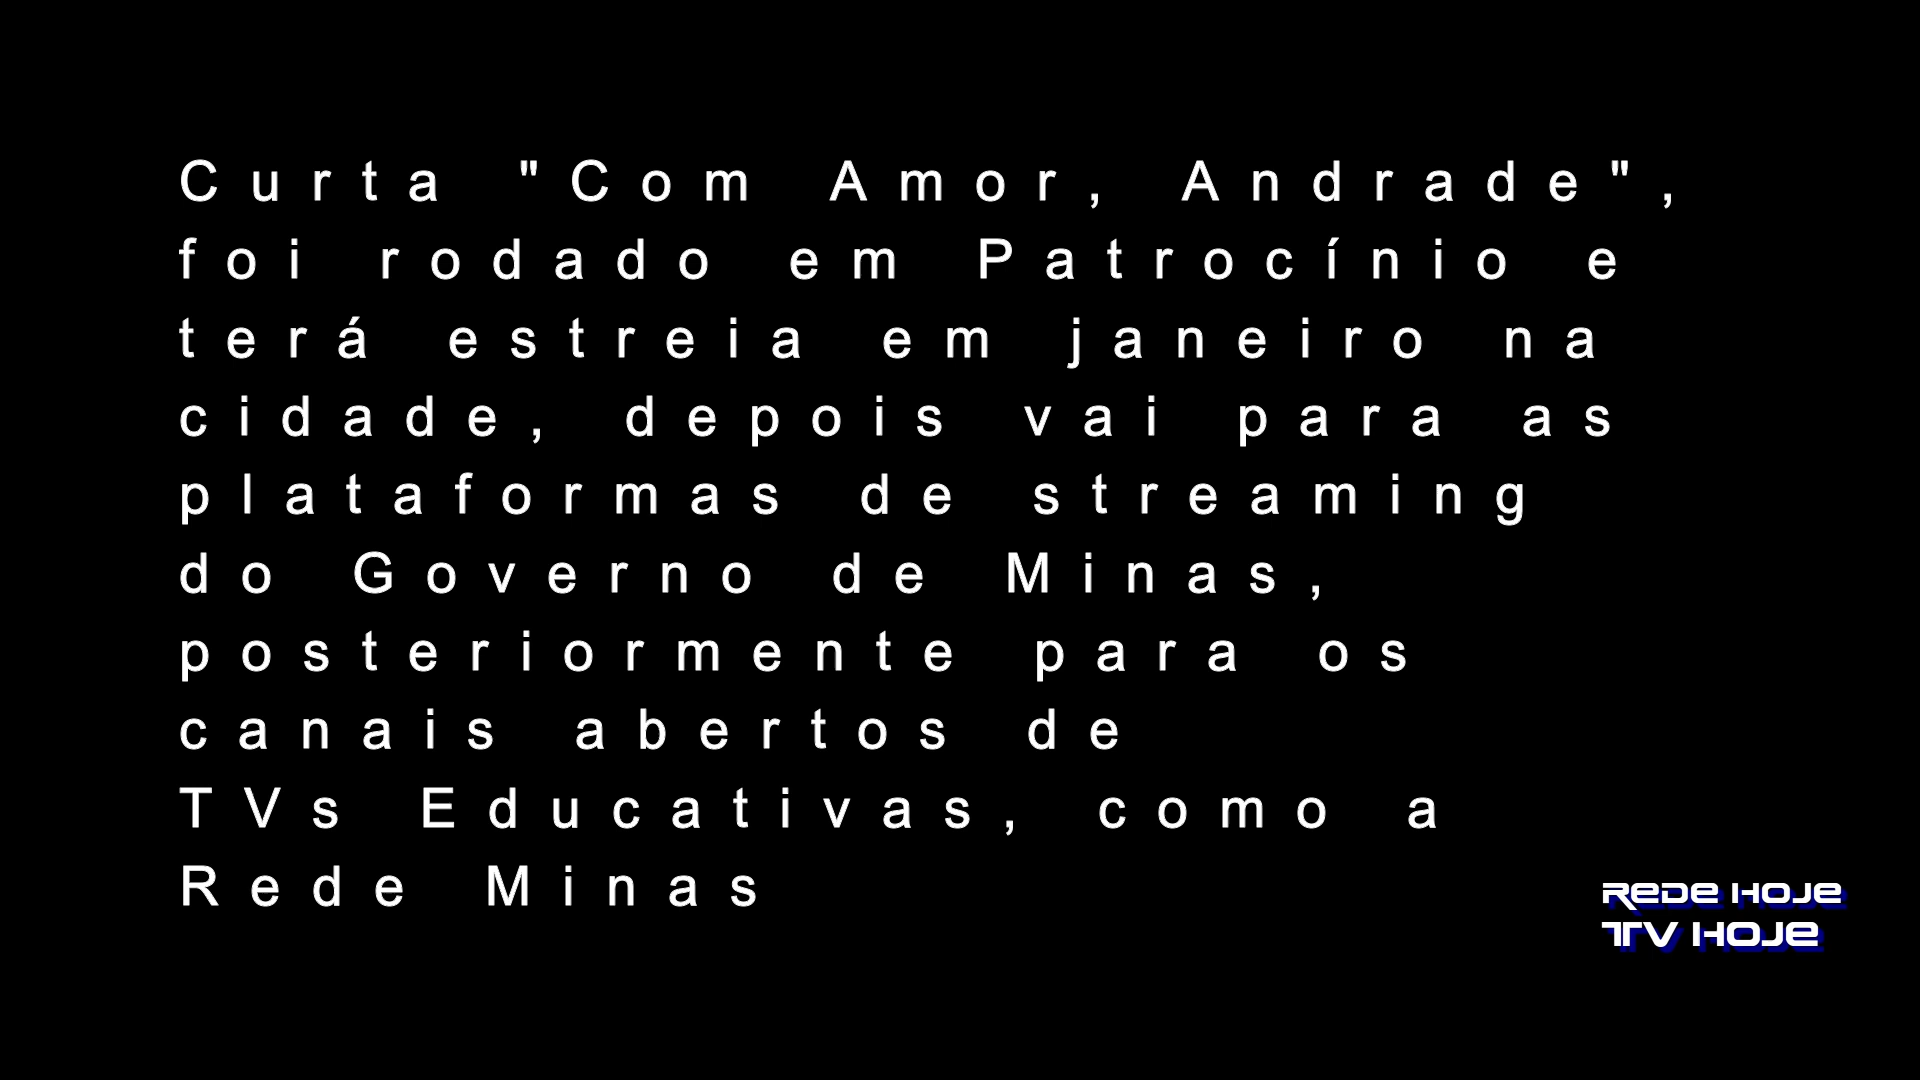 Curta "Com Amor, Andrade",
foi rodado em Patrocínio e
terá estreia em janeiro na
cidade, depois vai para as
plataformas de streaming
do Governo de Minas,
posteriormente para os
canais abertos de
TVs Educativas, como a
Rede Minas
REDE HOJE
TV HOJE